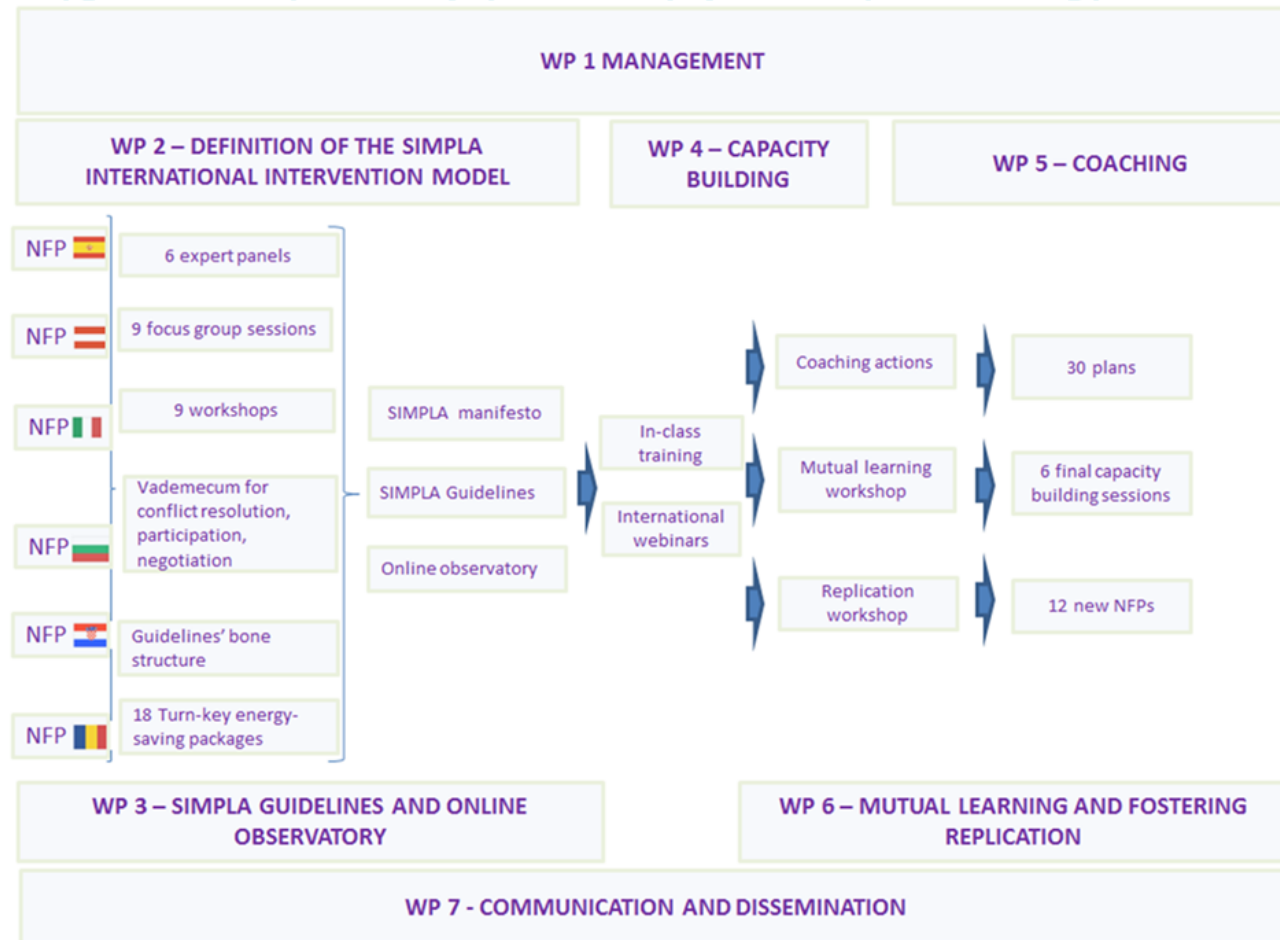 WP 1 MANAGEMENT
WP 2 – DEFINITION OF THE SIMPLA
INTERNATIONAL INTERVENTION MODEL
WP 4 – CAPACITY
BUILDING
WP 5 – COACHING
NFP
NFP
NFP
NFP
NFP
NFP
6 expert panels
9 focus group sessions
9 workshops
Vademecum for
conflict resolution,
participation,
negotiation
Guidelines' bone
structure
18 Turn-key energy-
saving packages
SIMPLA manifesto
SIMPLA Guidelines
Online observatory
In-class
training
International
webinars
Coaching actions
Mutual learning
workshop
Replication
workshop
30 plans
6 final capacity
building sessions
12 new NFPs
WP 3 – SIMPLA GUIDELINES AND ONLINE
OBSERVATORY
WP 6 – MUTUAL LEARNING AND FOSTERING
REPLICATION
WP 7 - COMMUNICATION AND DISSEMINATION